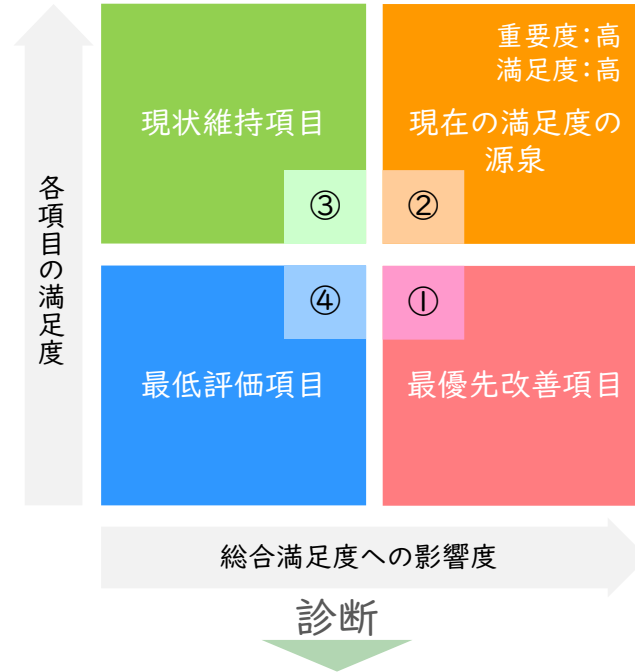 重要度:高
満足度:高
現状維持項目
現在の満足度の
源泉
③
②
各項目の満足度
④
①
最低評価項目
最優先改善項目
総合満足度への影響度
診断